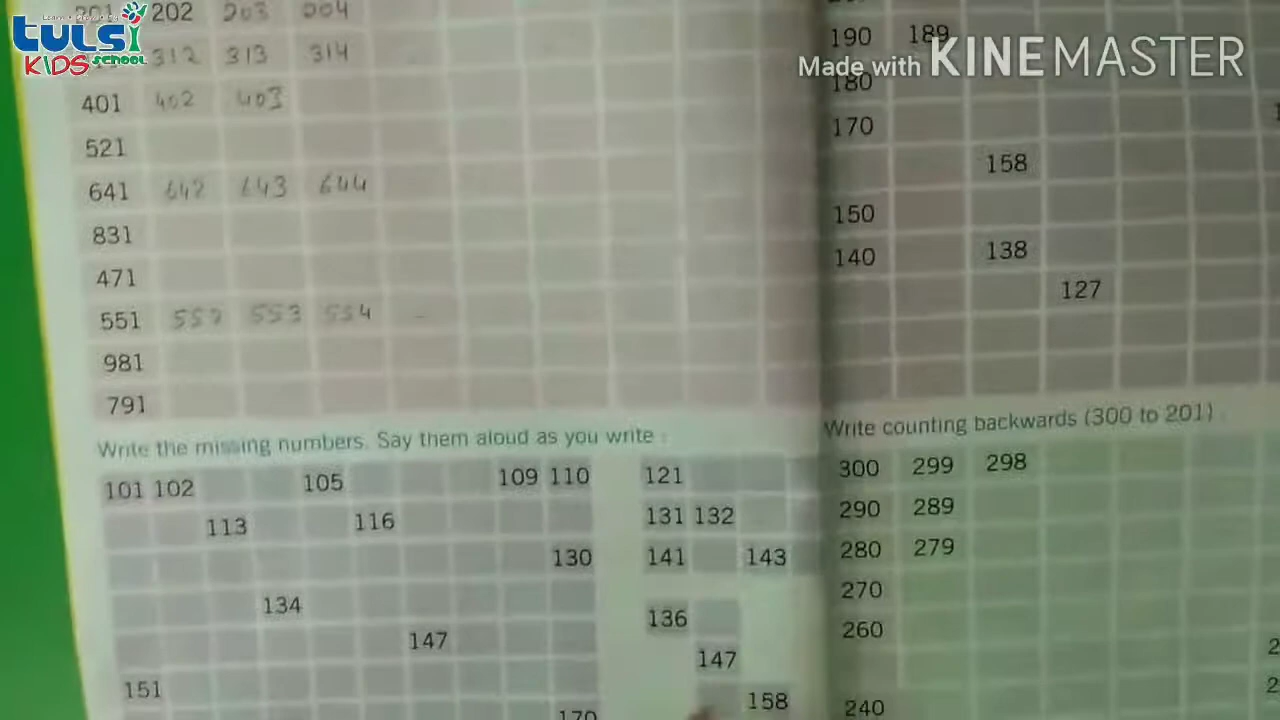 TULSI
KIDS SCHOOL
Made with KINEMASTER
201 202 203 204
312 313 314
401 402 403
521
641 642 643 644
831
471
551 552 553 554
981
791
Write the missing numbers. Say them aloud as you write :
101 102 105 109 110
113 116
130
134
147
151
170
121
131 132
141 143
136
147
158
190 189
180
170
158
150
140 138
127
Write counting backwards (300 to 201)
300 299 298
290 289
280 279
270
260
240